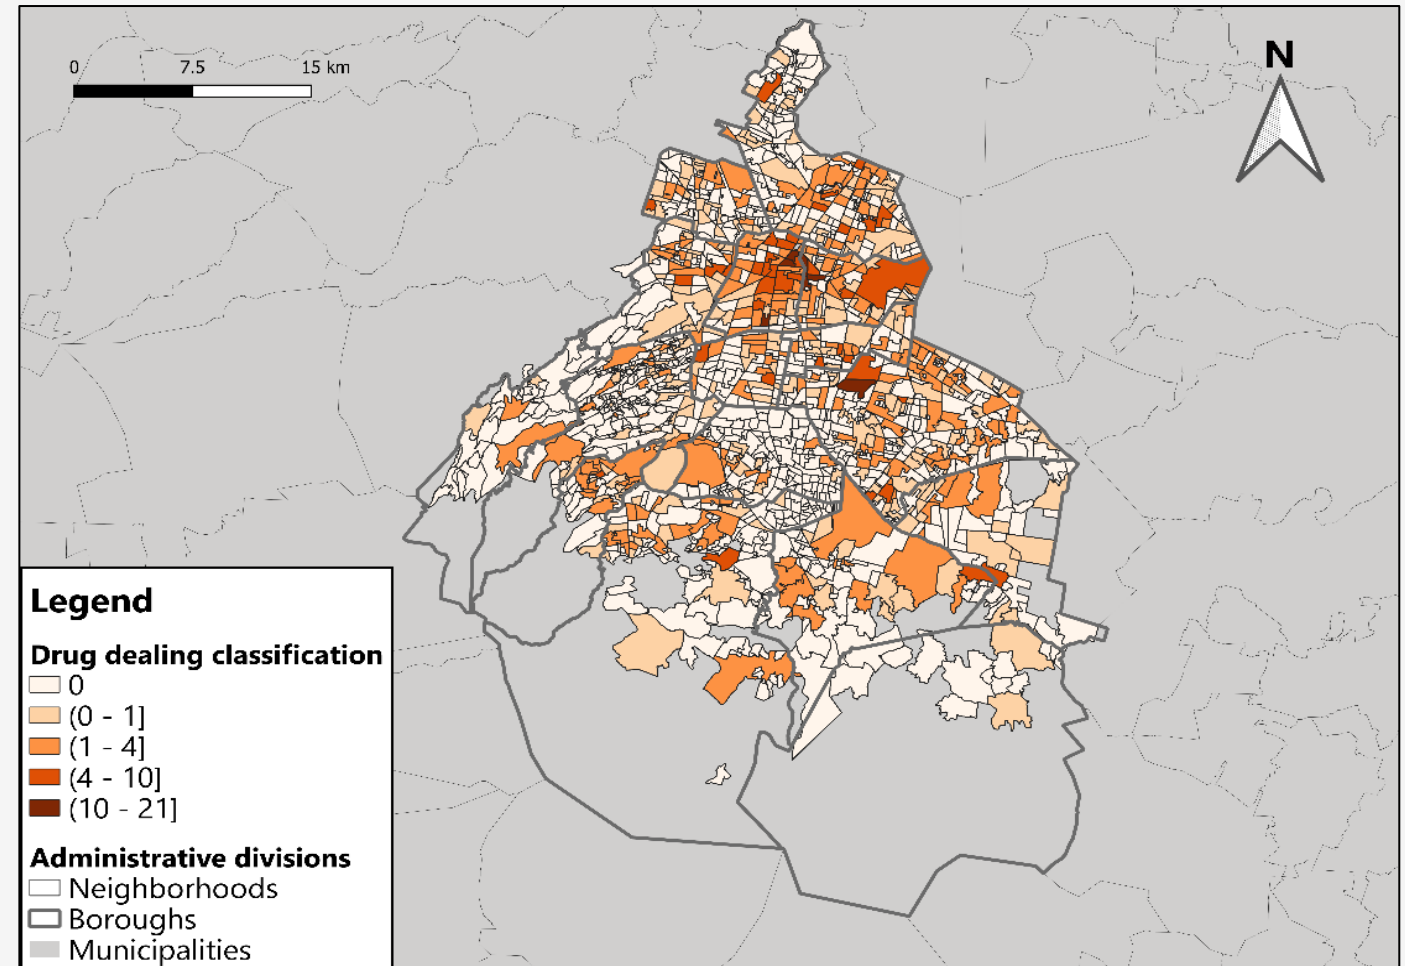 0 7.5 15 km
N
Legend
Drug dealing classification
0
(0 - 1]
(1 - 4]
(4 - 10]
(10 - 21]
Administrative divisions
Neighborhoods
Boroughs
Municipalities